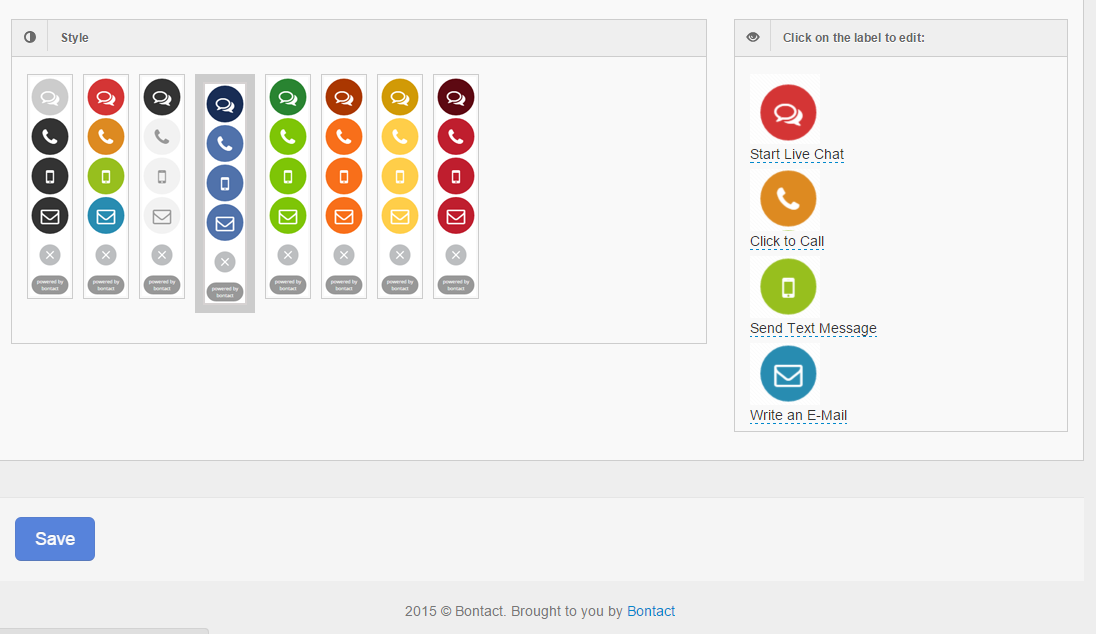 Style
powered by
bontact
powered by
bontact
powered by
bontact
powered by
bontact
powered by
bontact
powered by
bontact
powered by
bontact
powered by
bontact
Click on the label to edit:
Start Live Chat
Click to Call
Send Text Message
Write an E-Mail
Save
2015 © Bontact. Brought to you by Bontact